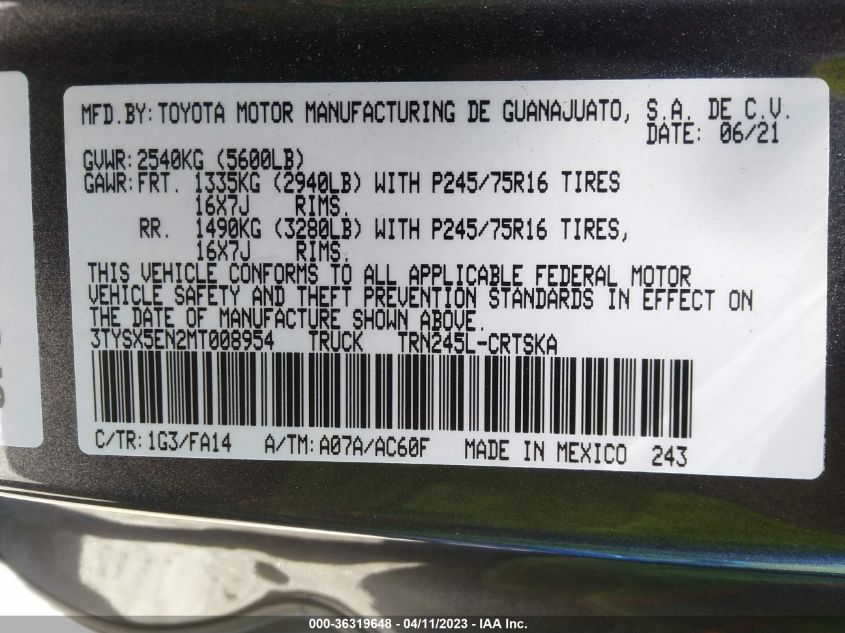 MFD.BY: TOYOTA MOTOR MANUFACTURING DE GUANAJUATO, S.A. DE C.V.
DATE: 06/21
GVWR: 2540KG (5600LB)
GAWR: FRT. 1335KG (2940LB) WITH P245/75R16 TIRES
16X7J RIMS.
RR. 1490KG (3280LB) WITH P245/75R16 TIRES,
16X7J RIMS.
THIS VEHICLE CONFORMS TO ALL APPLICABLE FEDERAL MOTOR
VEHICLE SAFETY AND THEFT PREVENTION STANDARDS IN EFFECT ON
THE DATE OF MANUFACTURE SHOWN ABOVE.
3TYSX5EN2MT008954 TRUCK TRN245L-CRTSKA
C/TR: 1G3/FA14 A/TM: A07A/AC60F MADE IN MEXICO 243
000-36319648 - 04/11/2023 - IAA Inc.